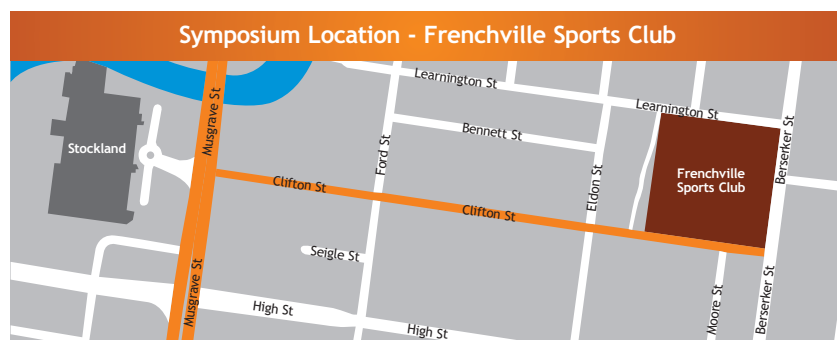 Symposium Location - Frenchville Sports Club
Learnington St
Learnington St
Musgrave St
Bennett St
Berserker St
Stockland
Ford St
Frenchville
Sports Club
Clifton St
Eldon St
Clifton St
Seigle St
Musgrave St
Moore St
Berserker St
High St
High St